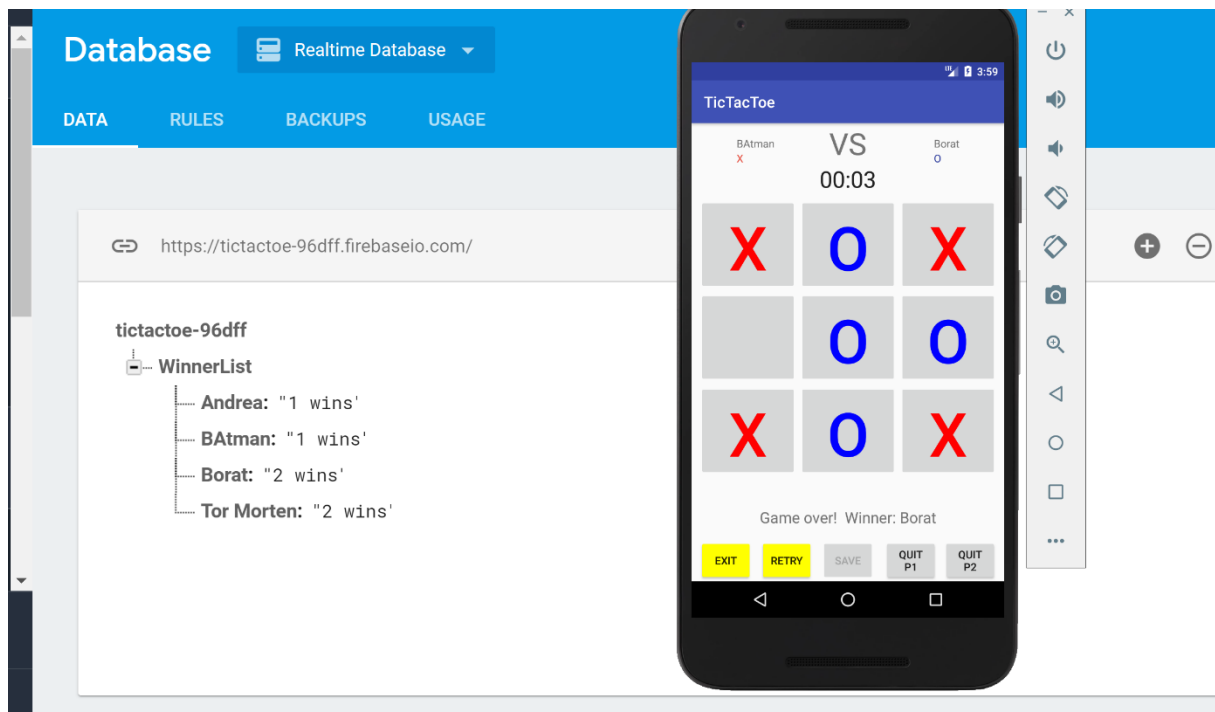 Database
Realtime Database
DATA RULES BACKUPS USAGE
https://tictactoe-96dff.firebaseio.com/
tictactoe-96dff
WinnerList
Andrea: "1 wins'
BAtman: "1 wins'
Borat: "2 wins'
Tor Morten: "2 wins'
3:59
TicTacToe
BAtman VS Borat
X O
00:03
X O X
O O
X O X
Game over! Winner: Borat
EXIT RETRY SAVE QUIT P1 QUIT P2